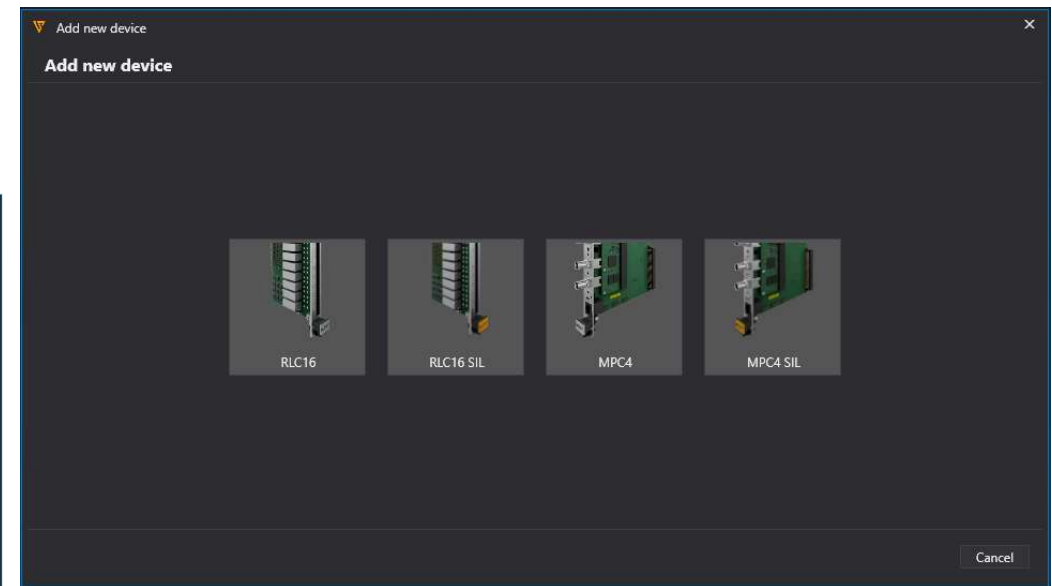 Add new device
Add new device
RLC16
RLC16 SIL
MPC4
MPC4 SIL
Cancel